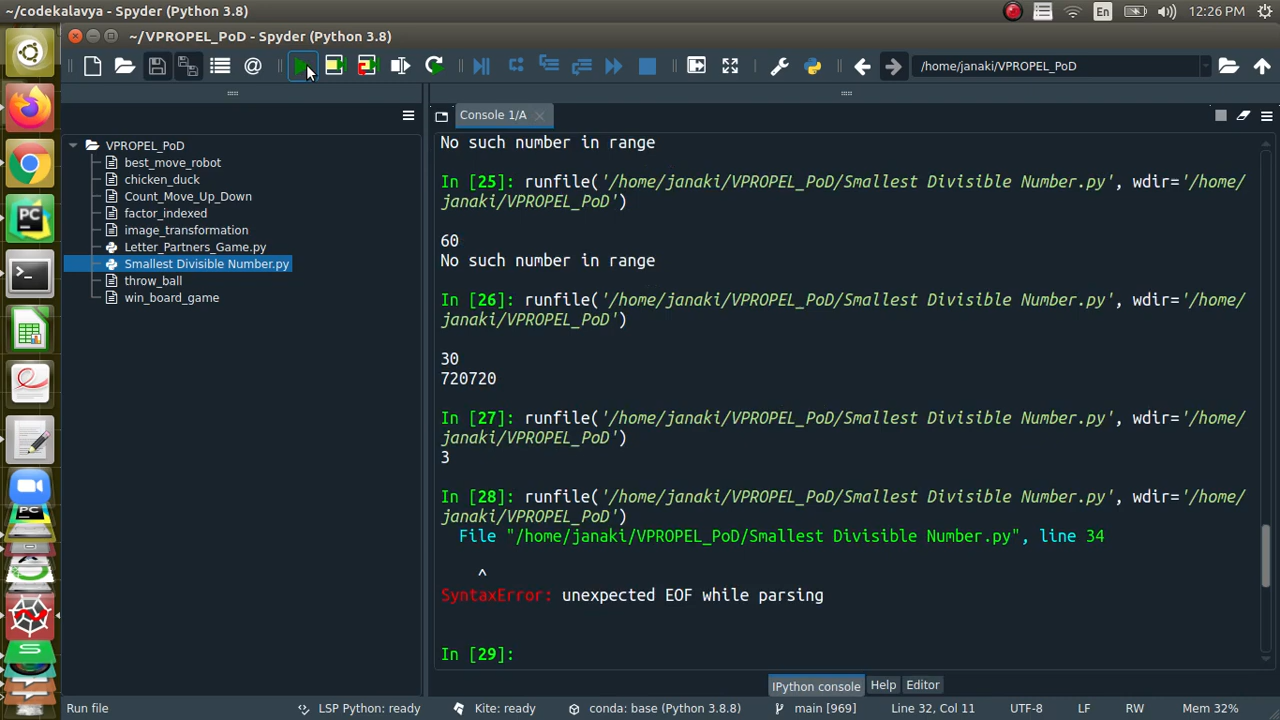 ~/codekalavya - Spyder (Python 3.8)
En
12:26 PM
~/VPROPEL_PoD - Spyder (Python 3.8)
/home/janaki/VPROPEL_PoD
Console 1/A
VPROPEL_PoD
best_move_robot
chicken_duck
Count_Move_Up_Down
factor_indexed
image_transformation
Letter_Partners_Game.py
Smallest Divisible Number.py
throw_ball
win_board_game
No such number in range
In [25]: runfile('/home/janaki/VPROPEL_PoD/Smallest Divisible Number.py', wdir='/home/
janaki/VPROPEL_PoD')
60
No such number in range
In [26]: runfile('/home/janaki/VPROPEL_PoD/Smallest Divisible Number.py', wdir='/home/
janaki/VPROPEL_PoD')
30
720720
In [27]: runfile('/home/janaki/VPROPEL_PoD/Smallest Divisible Number.py', wdir='/home/
janaki/VPROPEL_PoD')
3
In [28]: runfile('/home/janaki/VPROPEL_PoD/Smallest Divisible Number.py', wdir='/home/
janaki/VPROPEL_PoD')
File "/home/janaki/VPROPEL_PoD/Smallest Divisible Number.py", line 34
^
SyntaxError: unexpected EOF while parsing
In [29]:
IPython console
Help
Editor
Run file
LSP Python: ready
Kite: ready
conda: base (Python 3.8.8)
main [969]
Line 32, Col 11
UTF-8
LF
RW
Mem 32%